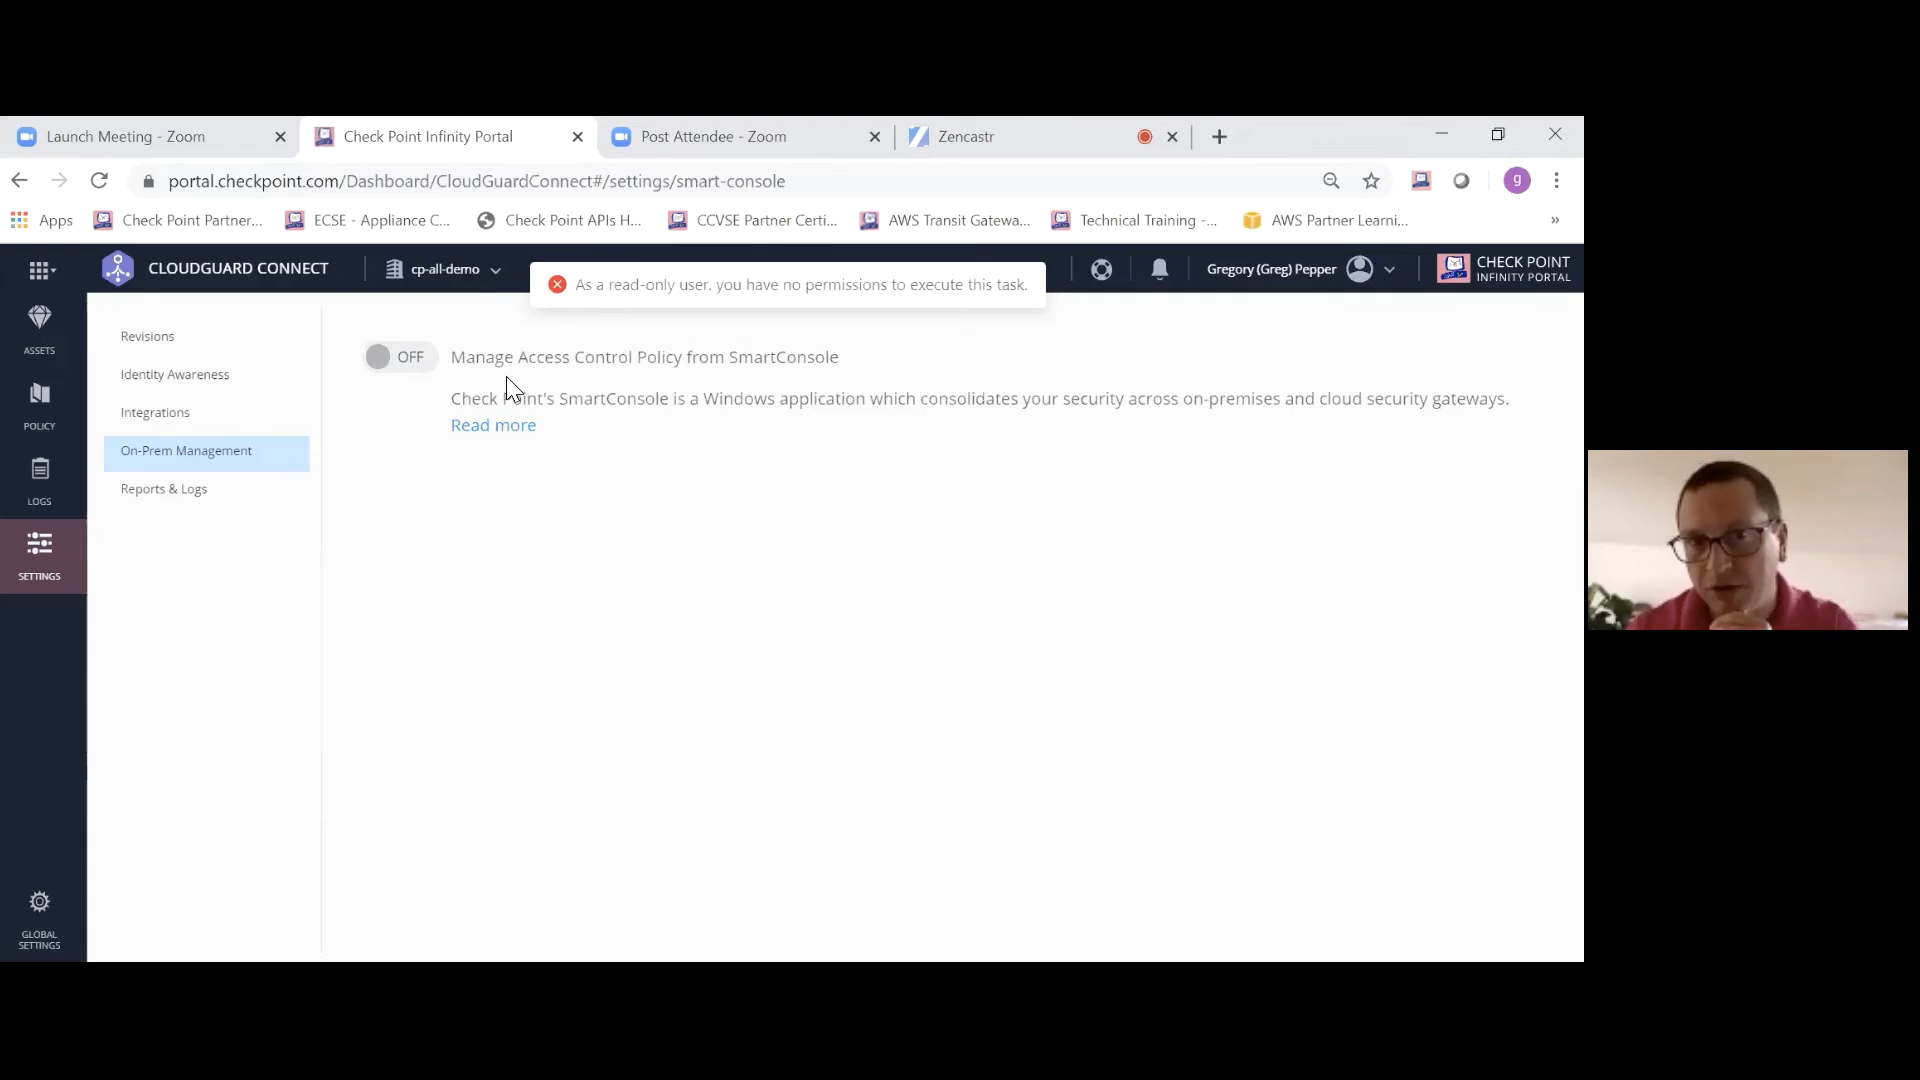 Launch Meeting - Zoom
Check Point Infinity Portal
Post Attendee - Zoom
Zencastr
portal.checkpoint.com/Dashboard/CloudGuardConnect#/settings/smart-console
g
Apps
Check Point Partner...
ECSE - Appliance C...
Check Point APIs H...
CCVSE Partner Certi...
AWS Transit Gatewa...
Technical Training -...
AWS Partner Learni...
»
CLOUDGUARD CONNECT
cp-all-demo
As a read-only user. you have no permissions to execute this task.
Gregory (Greg) Pepper
CHECK POINT
INFINITY PORTAL
ASSETS
POLICY
LOGS
SETTINGS
GLOBAL
SETTINGS
Revisions
Identity Awareness
Integrations
On-Prem Management
Reports & Logs
OFF
Manage Access Control Policy from SmartConsole
Check Point's SmartConsole is a Windows application which consolidates your security across on-premises and cloud security gateways.
Read more